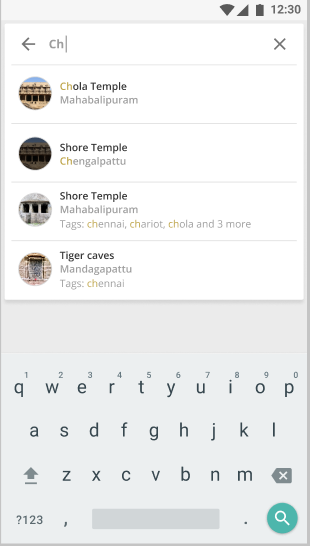 12:30
Ch
Chola Temple
Mahabalipuram
Shore Temple
Chengalpattu
Shore Temple
Mahabalipuram
Tags: chennai, chariot, chola and 3 more
Tiger caves
Mandagapattu
Tags: chennai
1 2 3 4 5 6 7 8 9 0
q w e r t y u i o p
a s d f g h j k l
z x c v b n m
?123 , .